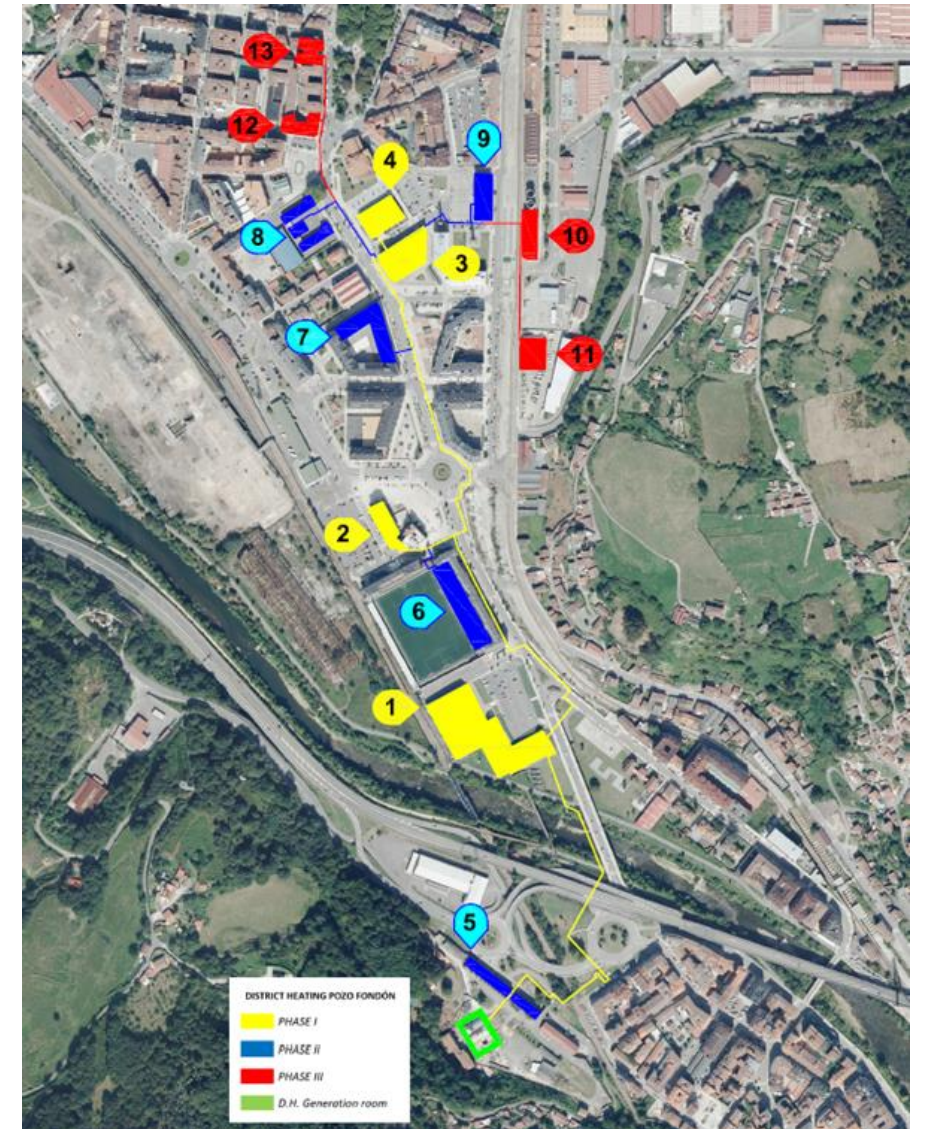 13
12
9
4
8
10
3
7
11
2
6
1
5
DISTRICT HEATING POZO FONDÓN
PHASE I
PHASE II
PHASE III
D.H. Generation room